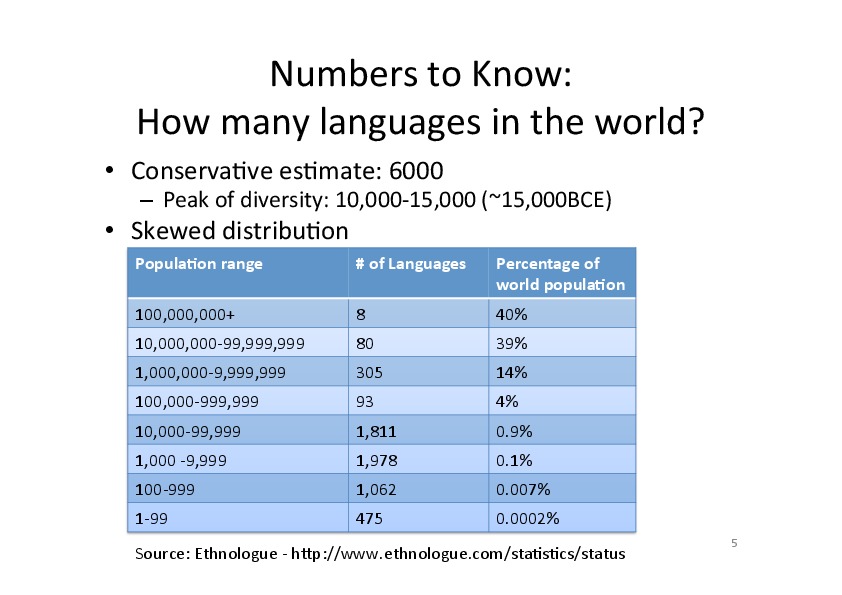 Numbers to Know:
How many languages in the world?
• Conservative estimate: 6000
– Peak of diversity: 10,000-15,000 (~15,000BCE)
• Skewed distribution
Population range # of Languages Percentage of
world population
100,000,000+ 8 40%
10,000,000-99,999,999 80 39%
1,000,000-9,999,999 305 14%
100,000-999,999 93 4%
10,000-99,999 1,811 0.9%
1,000 -9,999 1,978 0.1%
100-999 1,062 0.007%
1-99 475 0.0002%
Source: Ethnologue - http://www.ethnologue.com/statistics/status
5